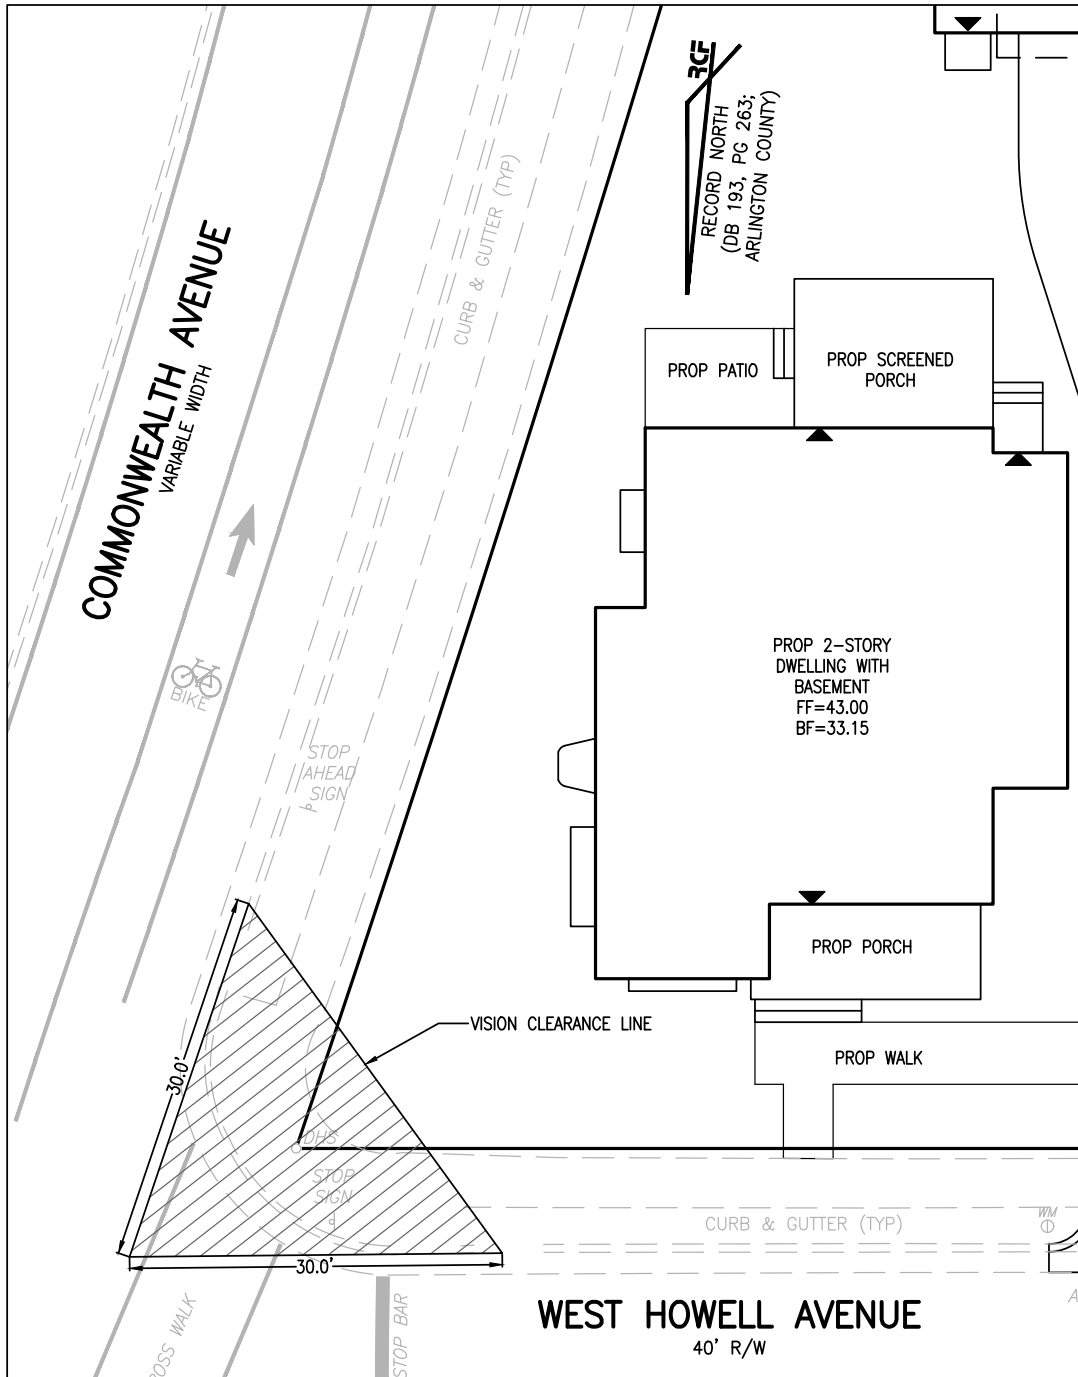 RCF
RECORD NORTH
(DB 193, PG 263;
ARLINGTON COUNTY)
CURB & GUTTER (TYP)
COMMONWEALTH AVENUE
VARIABLE WIDTH
PROP PATIO
PROP SCREENED
PORCH
BIKE
STOP
AHEAD
SIGN
PROP 2-STORY
DWELLING WITH
BASEMENT
FF=43.00
BF=33.15
PROP PORCH
VISION CLEARANCE LINE
PROP WALK
30.0'
OHS
STOP
SIGN
CURB & GUTTER (TYP)
WM
30.0'
WEST HOWELL AVENUE
40' R/W
OSS WALK
STOP BAR
A